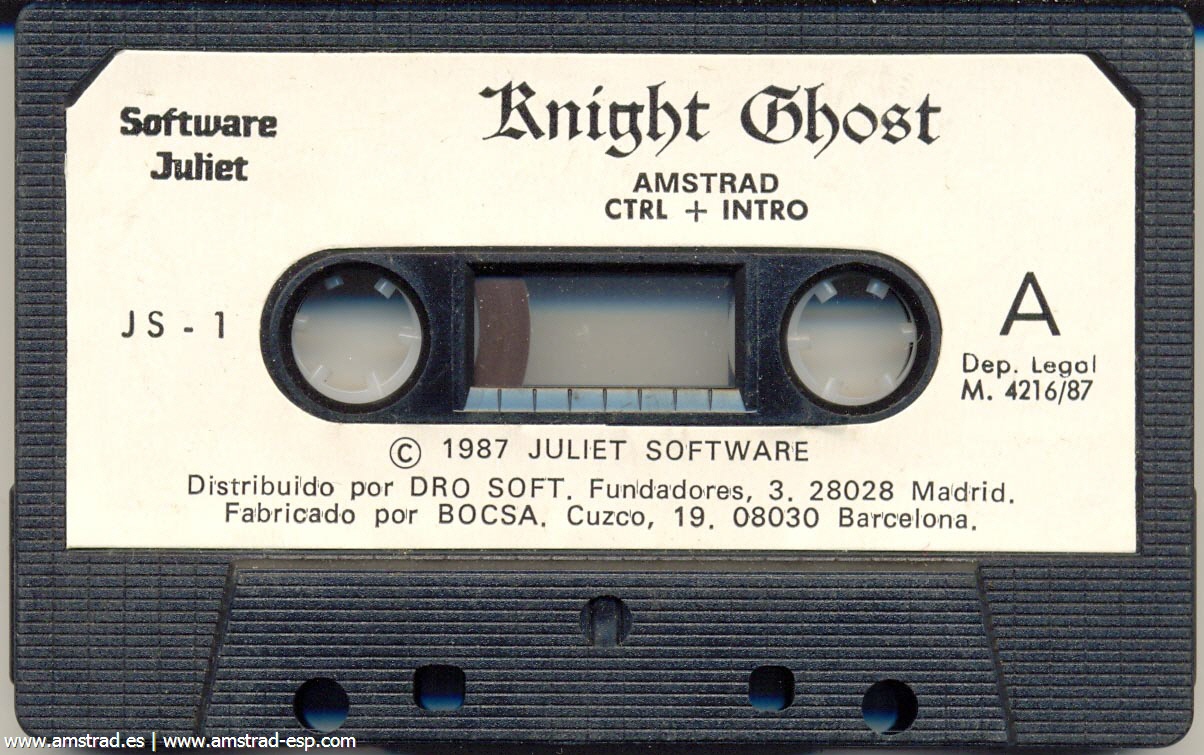 Software
Juliet
Knight Ghost
AMSTRAD
CTRL + INTRO
JS - 1
A
Dep. Legal
M. 4216/87
© 1987 JULIET SOFTWARE
Distribuido por DRO SOFT. Fundadores, 3. 28028 Madrid.
Fabricado por BOCSA. Cuzco, 19. 08030 Barcelona.
www.amstrad.es | www.amstrad-esp.com